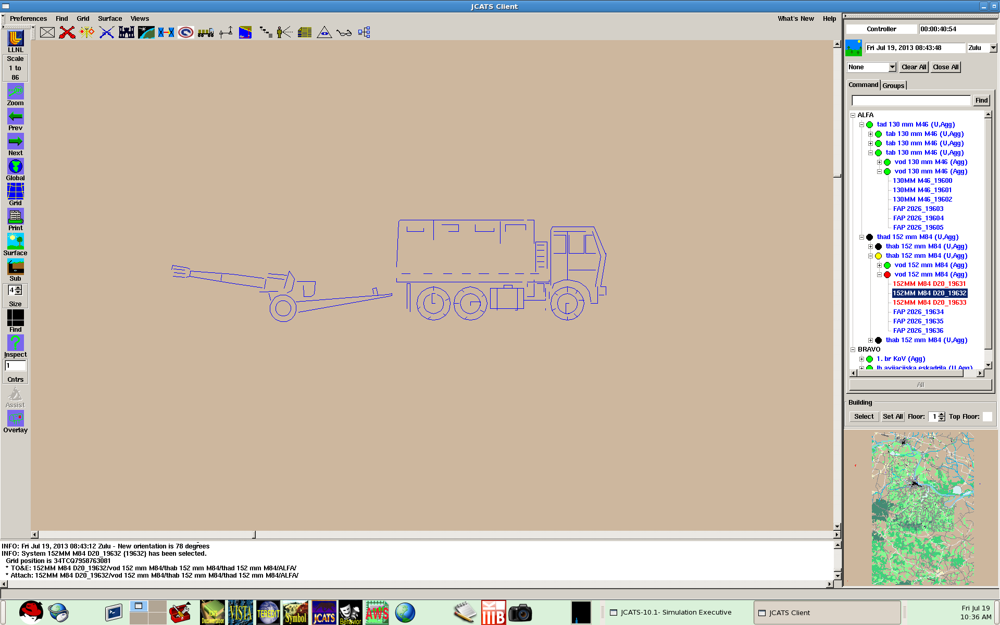 JCATS Client
Preferences Find Grid Surface Views What's New Help
LLNL
Scale
1 to
86
Zoom
Prev
Next
Global
Grid
Print
Surface
Sub
4
Size
Find
Inspect
1
Cntrs
Assist
Overlay
Controller 00:00:40:54
Fri Jul 19, 2013 08:43:48 Zulu
None Clear All Close All
Command Groups
Find
ALFA
tad 130 mm M46 (U,Agg)
tab 130 mm M46 (U,Agg)
tab 130 mm M46 (U,Agg)
tab 130 mm M46 (U,Agg)
vod 130 mm M46 (Agg)
vod 130 mm M46 (Agg)
130MM M46_19600
130MM M46_19601
130MM M46_19602
FAP 2026_19603
FAP 2026_19604
FAP 2026_19605
thad 152 mm M84 (U,Agg)
thab 152 mm M84 (U,Agg)
thab 152 mm M84 (U,Agg)
vod 152 mm M84 (Agg)
vod 152 mm M84 (Agg)
152MM M84 D20_19631
152MM M84 D20_19632
152MM M84 D20_19633
FAP 2026_19634
FAP 2026_19635
FAP 2026_19636
thab 152 mm M84 (U,Agg)
BRAVO
1. br KoV (Agg)
lb avijacijska eskadrila (U,Agg)
All
Building
Select Set All Floor: 1 Top Floor:
INFO: Fri Jul 19, 2013 08:43:12 Zulu - New orientation is 78 degrees
INFO: System 152MM M84 D20_19632 {19632} has been selected.
Grid position is 34TCQ7958763081
* TO&E: 152MM M84 D20_19632/vod 152 mm M84/thab 152 mm M84/thad 152 mm M84/ALFA/
* Attach: 152MM M84 D20_19632/vod 152 mm M84/thab 152 mm M84/thad 152 mm M84/ALFA/
JCATS Documentation
VISTA
TEREDIT
Symbol
JCATS
Behavior
AWS
JCATS-10.1- Simulation Executive
JCATS Client
Fri Jul 19
10:36 AM